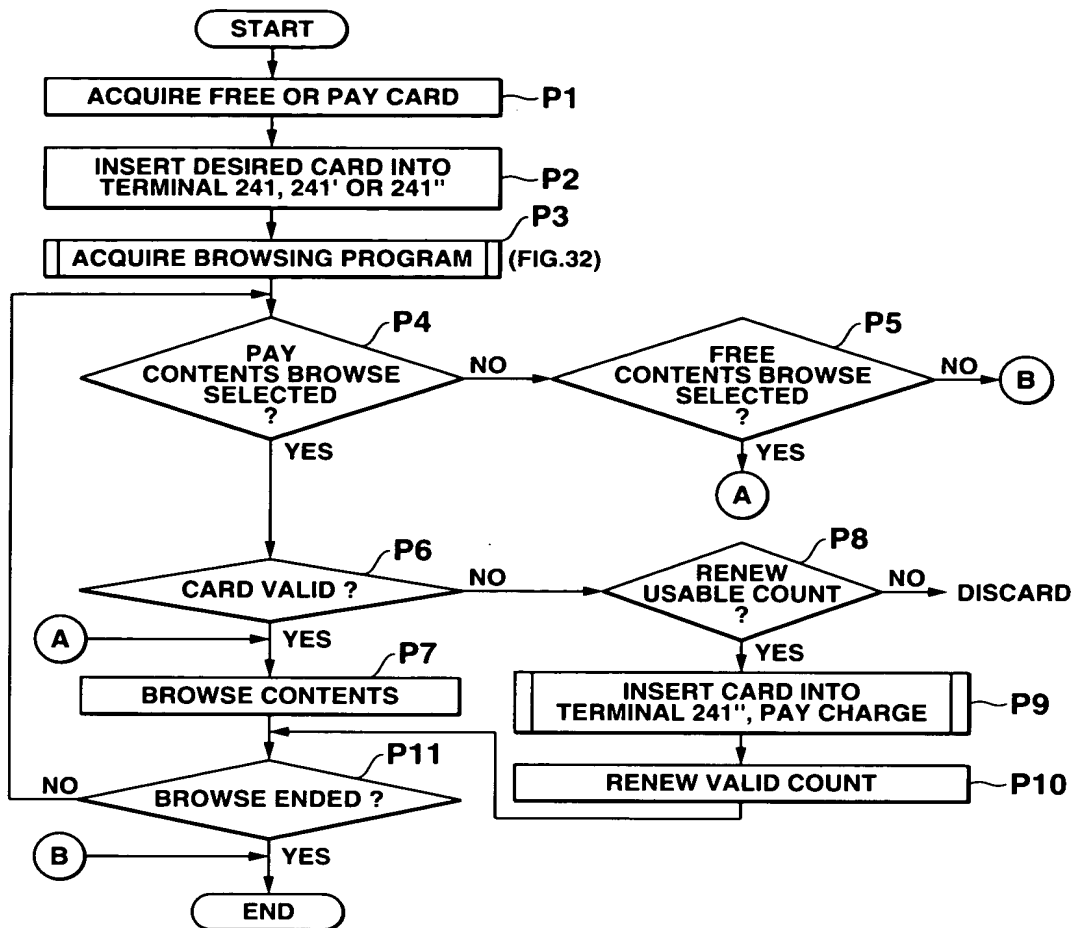 START
ACQUIRE FREE OR PAY CARD
P1
INSERT DESIRED CARD INTO
TERMINAL 241, 241' OR 241"
P2
P3
ACQUIRE BROWSING PROGRAM
(FIG.32)
P4
PAY
CONTENTS BROWSE
SELECTED
?
NO
YES
P5
FREE
CONTENTS BROWSE
SELECTED
?
NO
B
YES
A
P6
CARD VALID ?
NO
YES
P8
RENEW
USABLE COUNT
?
NO
DISCARD
YES
A
P7
BROWSE CONTENTS
INSERT CARD INTO
TERMINAL 241", PAY CHARGE
P9
P11
BROWSE ENDED ?
NO
RENEW VALID COUNT
P10
B
YES
END